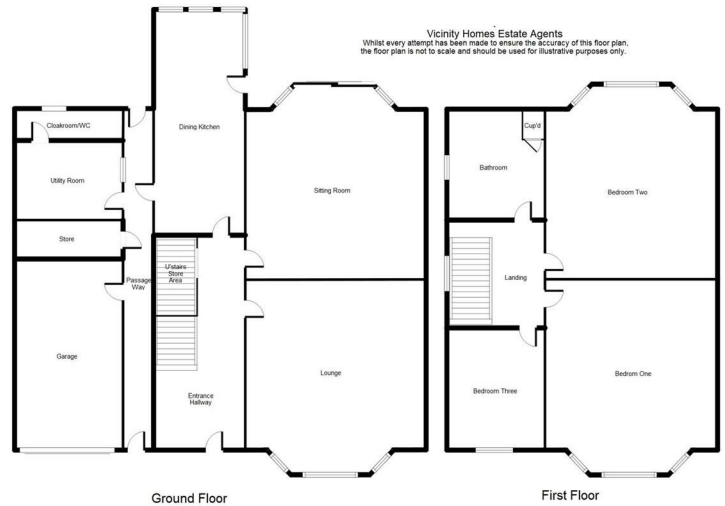 Vicinity Homes Estate Agents
Whilst every attempt has been made to ensure the accuracy of this floor plan,
the floor plan is not to scale and should be used for illustrative purposes only.
Cloakroom/WC
Dining Kitchen
Utility Room
Sitting Room
Store
U'stairs
Store
Area
Passage
Way
Garage
Lounge
Entrance
Hallway
Ground Floor
Cup'd
Bathroom
Bedroom Two
Landing
Bedrom One
Bedroom Three
First Floor